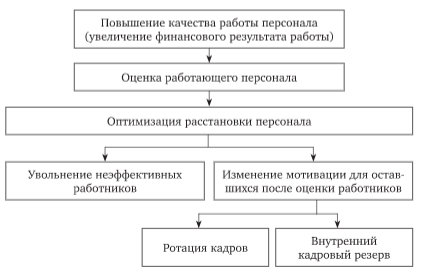 Повышение качества работы персонала
(увеличение финансового результата работы)
Оценка работающего персонала
Оптимизация расстановки персонала
Увольнение неэффективных
работников
Изменение мотивации для остав-
шихся после оценки работников
Ротация кадров
Внутренний
кадровый резерв